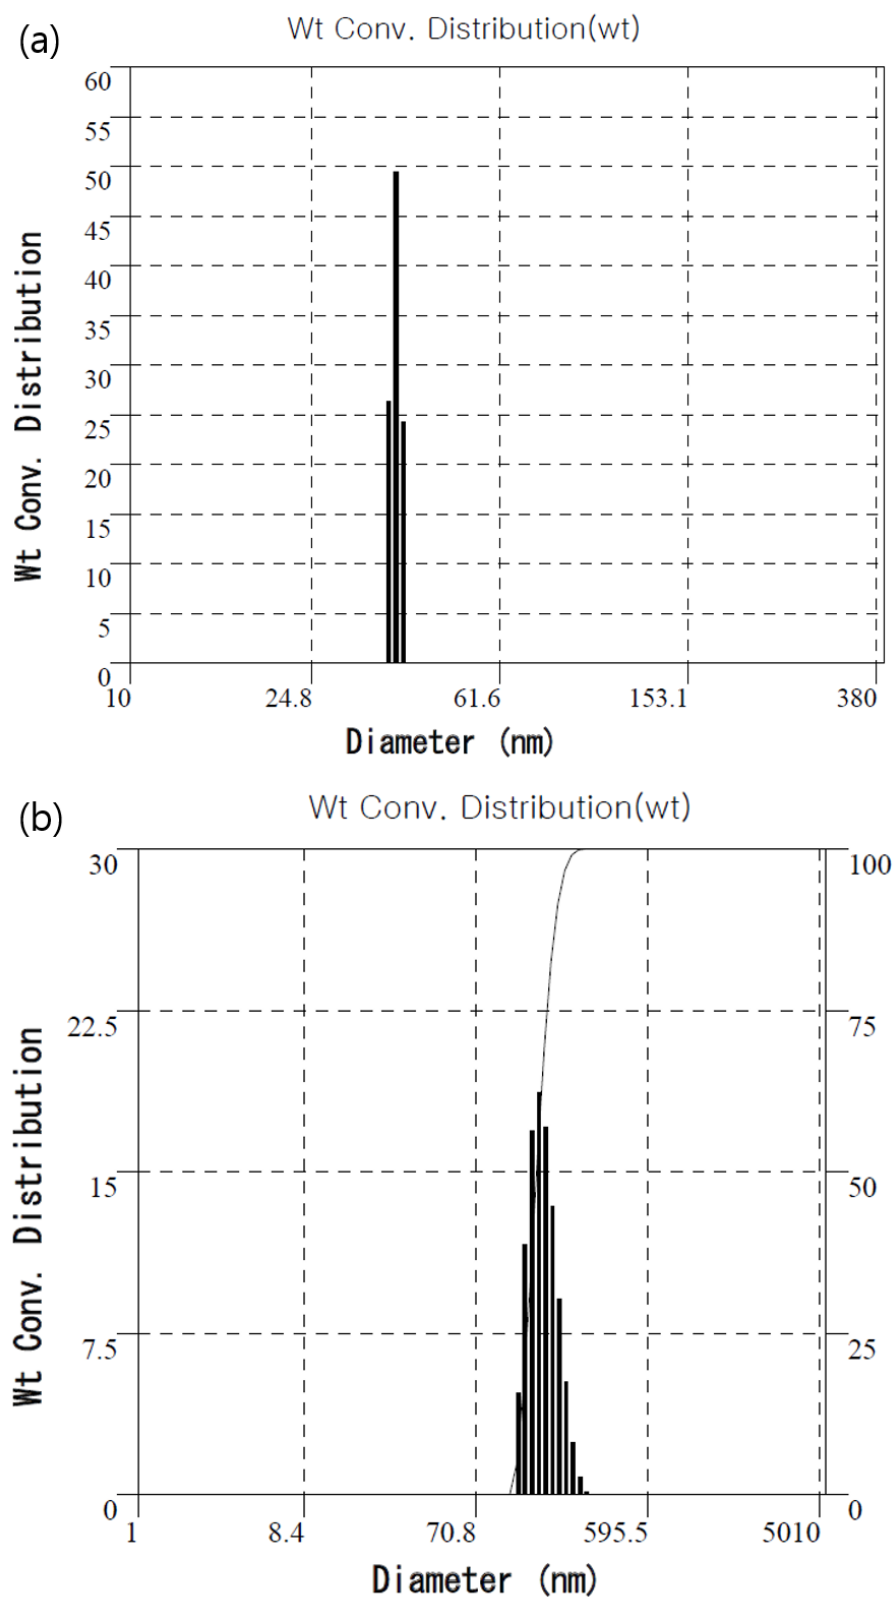 (a)
Wt Conv. Distribution(wt)
60
55
50
45
40
35
30
25
20
15
10
5
0
Wt Conv. Distribution
10 24.8 61.6 153.1 380
Diameter (nm)
(b)
Wt Conv. Distribution(wt)
30 100
22.5 75
15 50
7.5 25
0 0
Wt Conv. Distribution
1 8.4 70.8 595.5 5010
Diameter (nm)